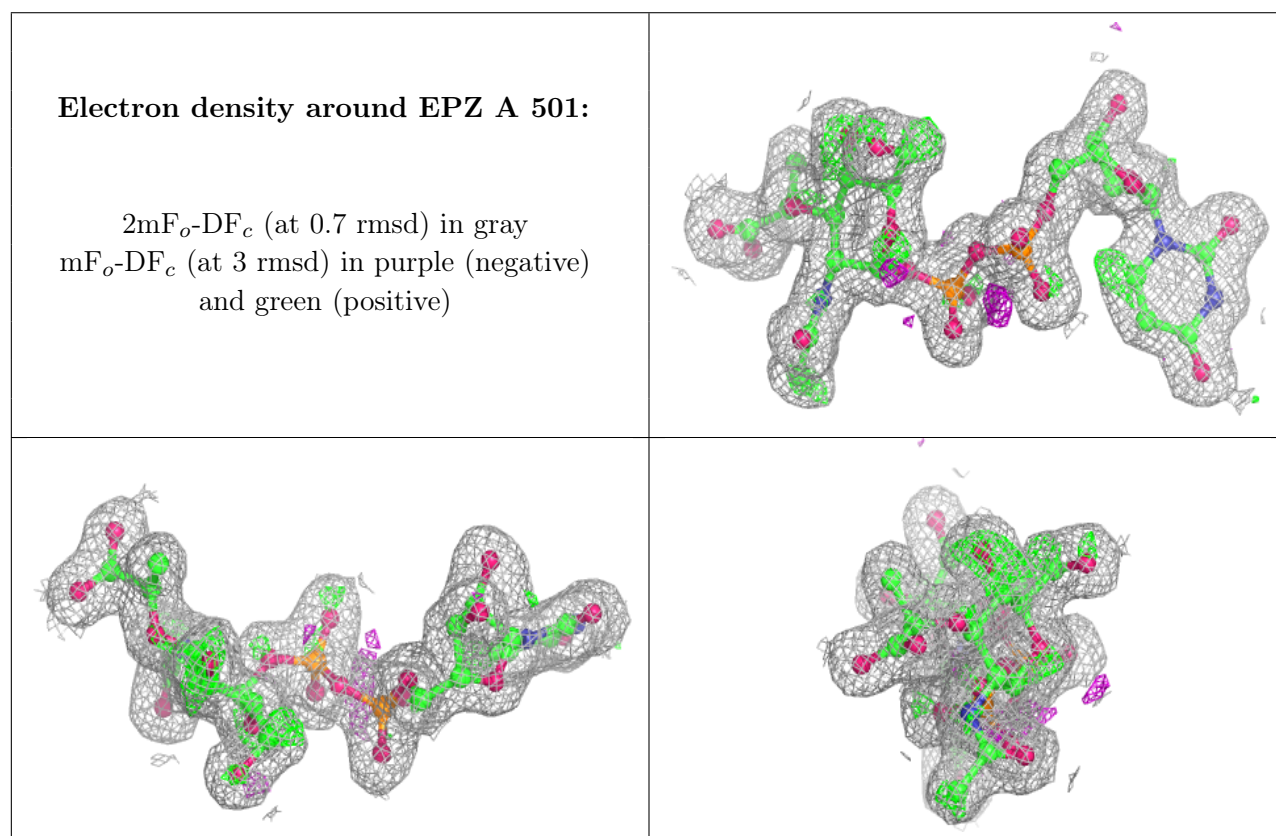 Electron density around EPZ A 501:
2mFo-DFc (at 0.7 rmsd) in gray
mFo-DFc (at 3 rmsd) in purple (negative)
and green (positive)